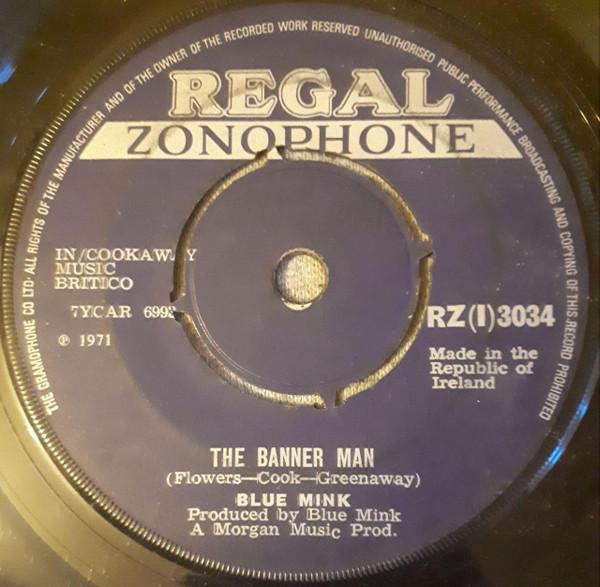 THE GRAMOPHONE CO LTD· ALL RIGHTS OF THE MANUFACTURER AND OF THE OWNER OF THE RECORDED WORK RESERVED UNAUTHORISED PUBLIC PERFORMANCE BROADCASTING AND COPYING OF THIS RECORD PROHIBITED
REGAL
ZONOPHONE
IN/COOKAWAY
MUSIC
BRITICO
7YCAR 6993
℗ 1971
RZ(I)3034
Made in the
Republic of
Ireland
THE BANNER MAN
(Flowers—Cook—Greenaway)
BLUE MINK
Produced by Blue Mink
A Morgan Music Prod.